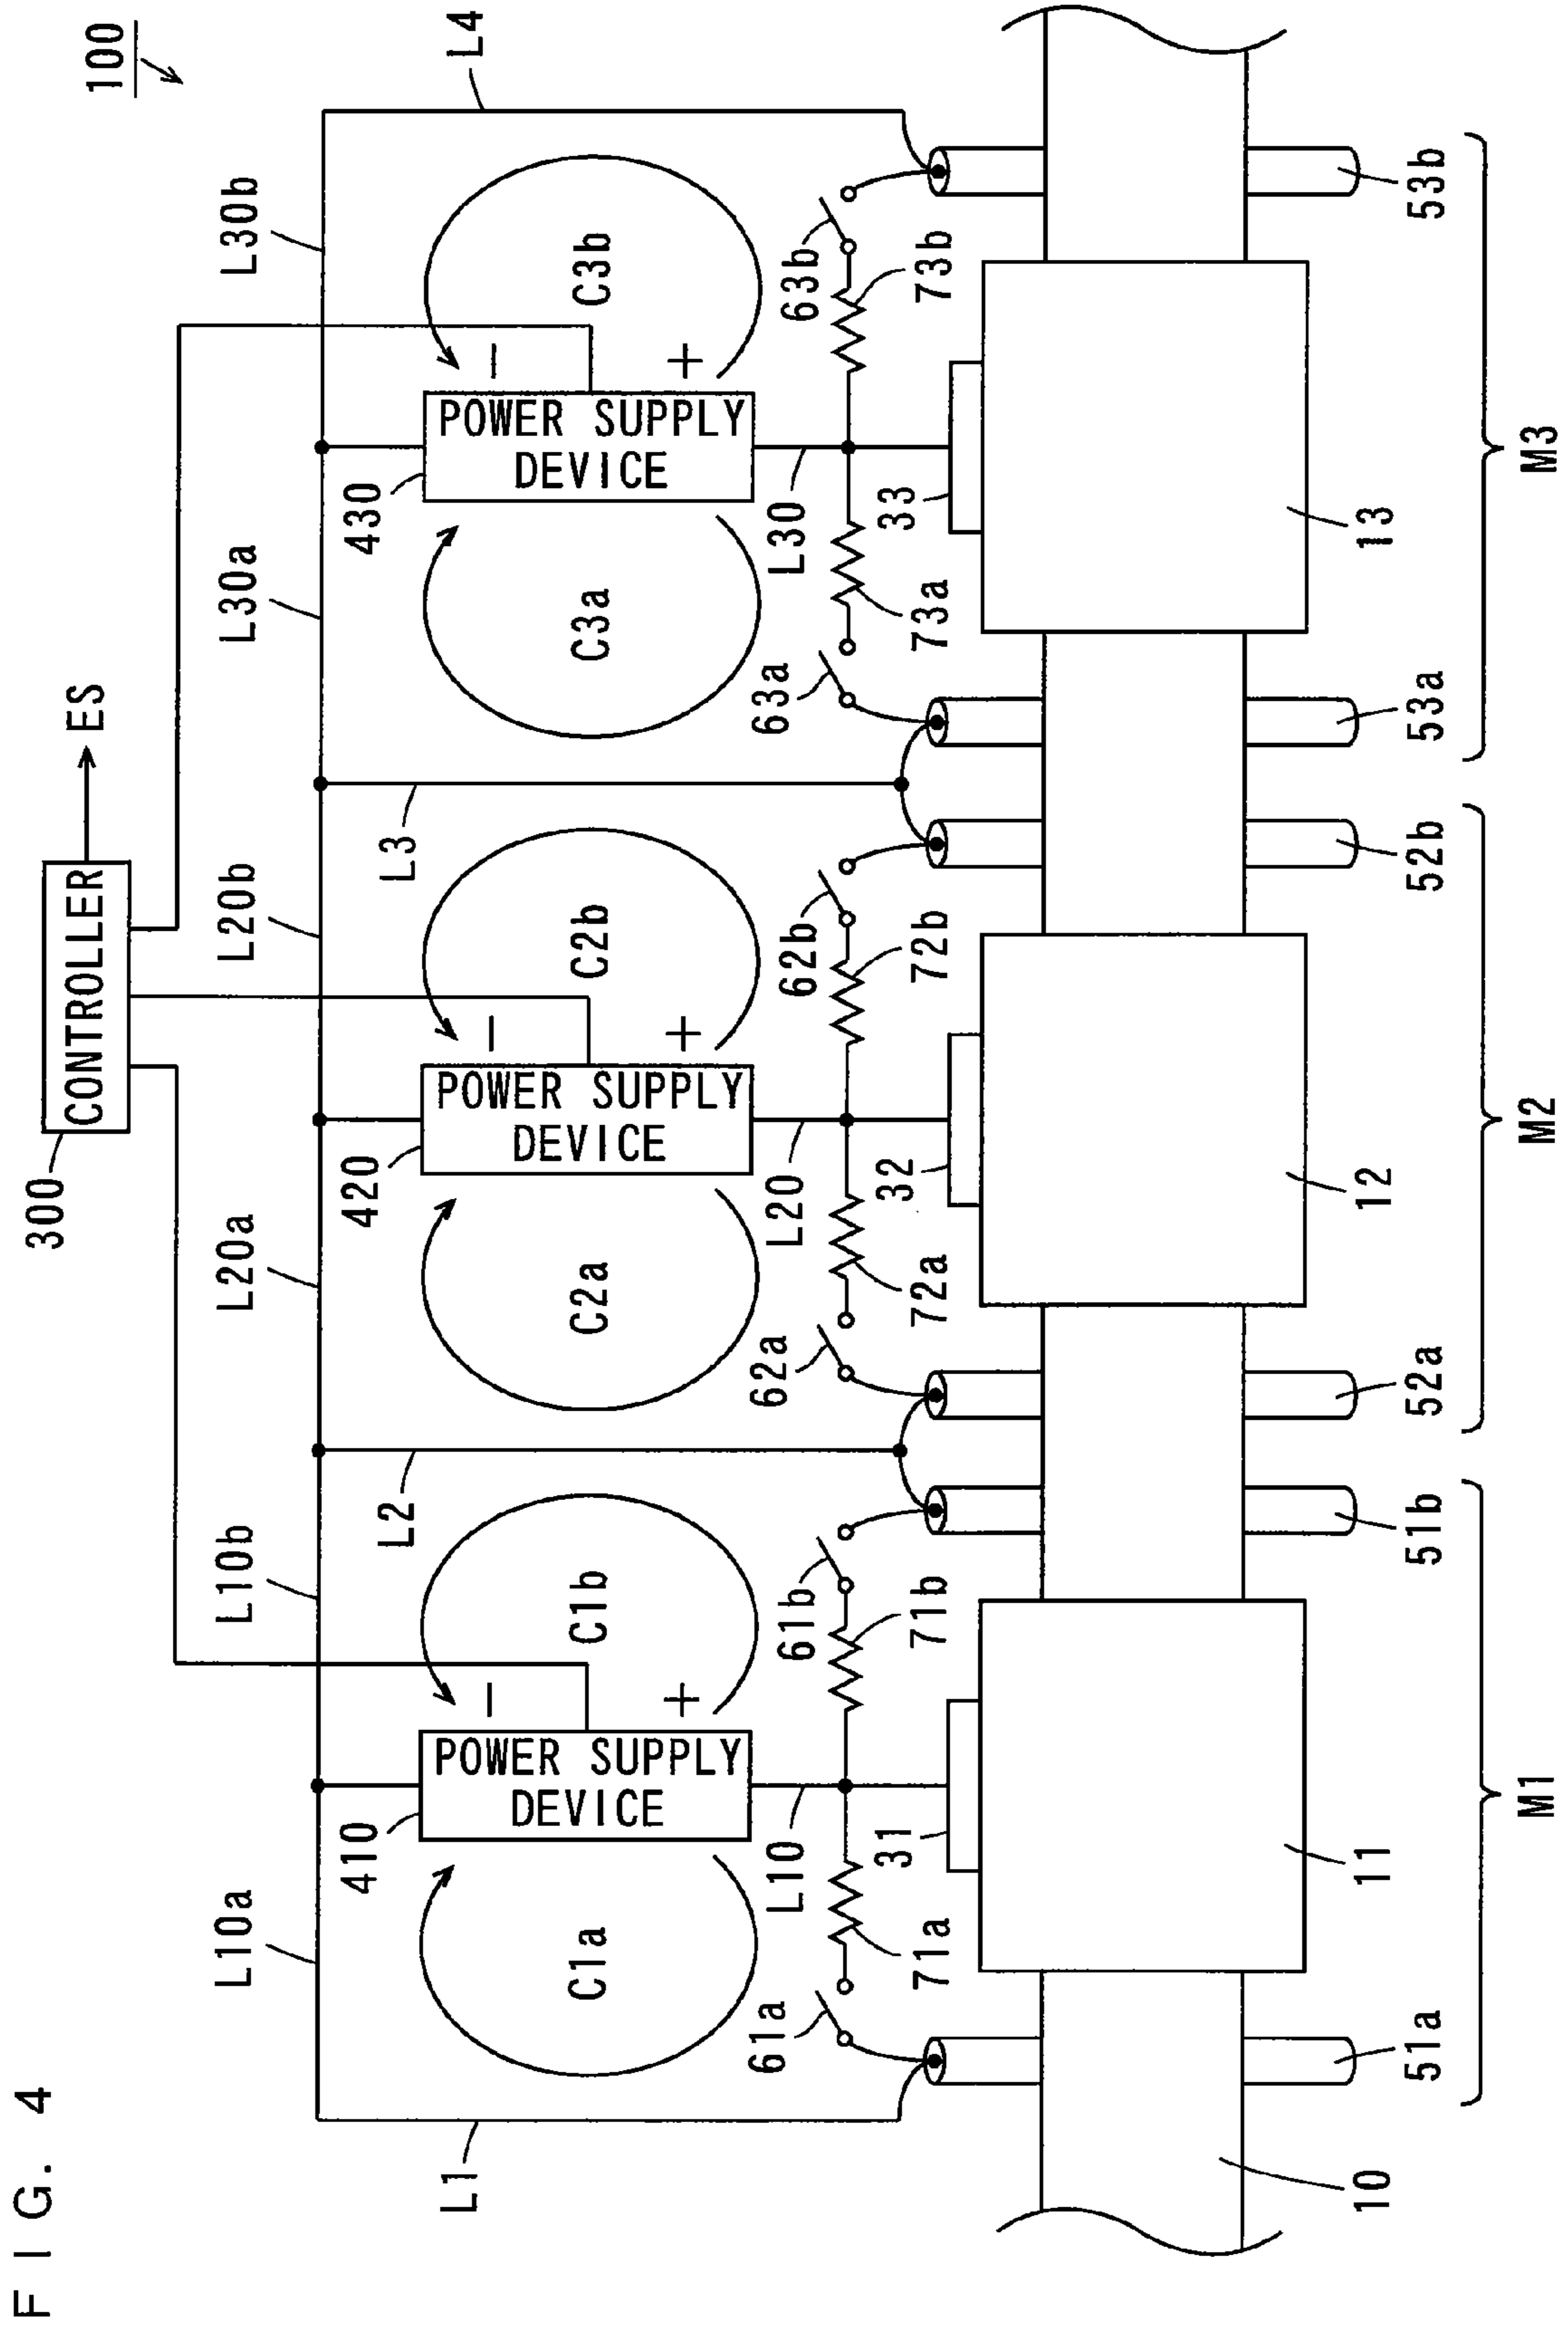 FIG. 4
100
300
CONTROLLER
ES
L10a
L10b
L20a
L20b
L30a
L30b
L1
L2
L3
L4
410
POWER SUPPLY
DEVICE
−
+
C1a
C1b
420
POWER SUPPLY
DEVICE
−
+
C2a
C2b
430
POWER SUPPLY
DEVICE
−
+
C3a
C3b
61a
L10
61b
62a
L20
62b
63a
L30
63b
71a
31
71b
72a
32
72b
73a
33
73b
10
11
12
13
51a
51b
52a
52b
53a
53b
M1
M2
M3